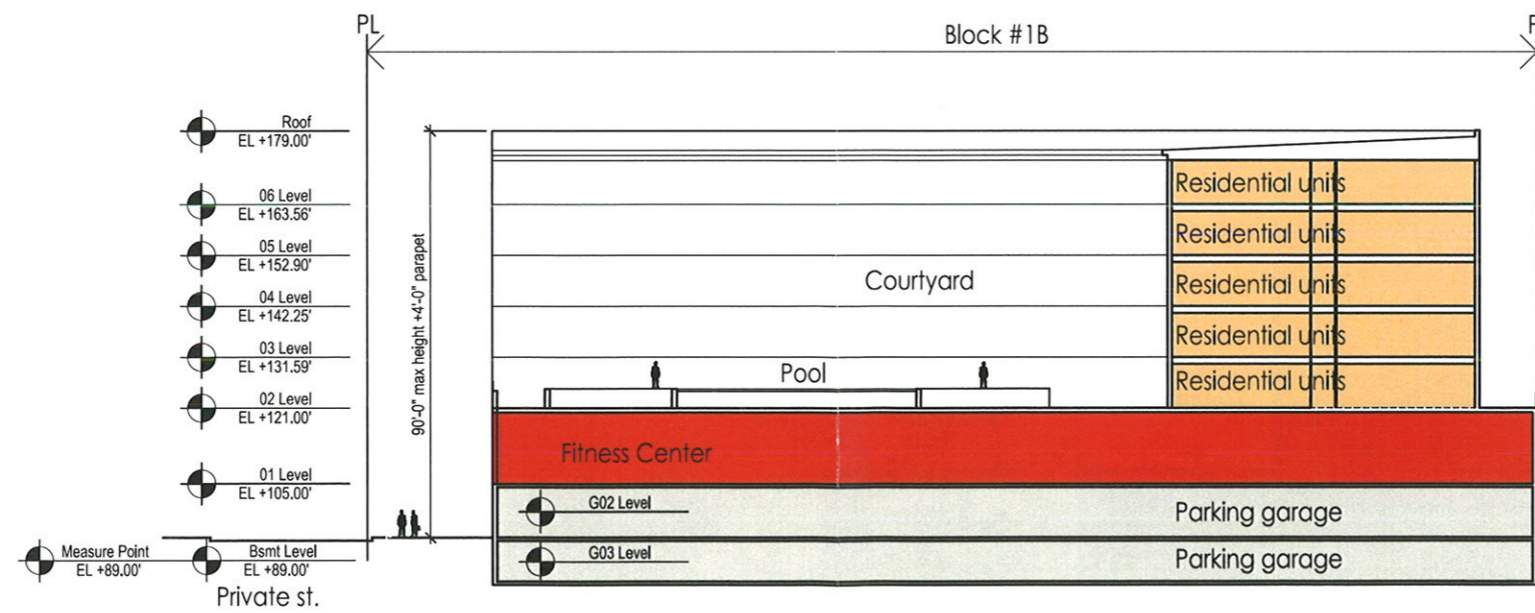 PL
Block #1B
P
Roof
EL +179.00'
06 Level
EL +163.56'
05 Level
EL +152.90'
04 Level
EL +142.25'
03 Level
EL +131.59'
02 Level
EL +121.00'
01 Level
EL +105.00'
Measure Point
EL +89.00'
Bsmt Level
EL +89.00'
Private st.
90'-0" max height +4'-0" parapet
Residential units
Residential units
Courtyard
Residential units
Residential units
Pool
Residential units
Fitness Center
G02 Level
Parking garage
G03 Level
Parking garage